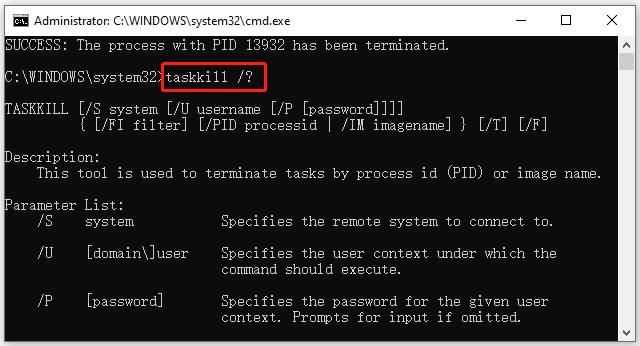 Administrator: C:\WINDOWS\system32\cmd.exe
SUCCESS: The process with PID 13932 has been terminated.
C:\WINDOWS\system32>taskkill /?
TASKKILL [/S system [/U username [/P [password]]]]
{ [/FI filter] [/PID processid | /IM imagename] } [/T] [/F]
Description:
This tool is used to terminate tasks by process id (PID) or image name.
Parameter List:
/S system Specifies the remote system to connect to.
/U [domain\]user Specifies the user context under which the
command should execute.
/P [password] Specifies the password for the given user
context. Prompts for input if omitted.